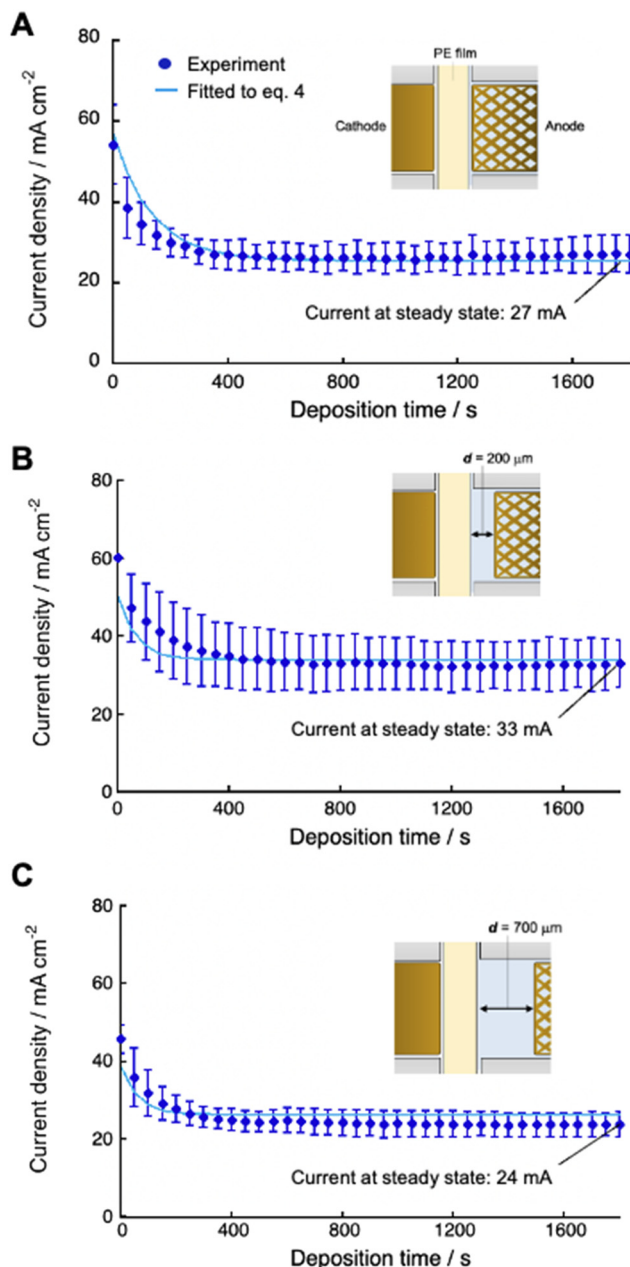 A
80
60
40
20
0
Current density / mA cm-2
Experiment
Fitted to eq. 4
PE film
Cathode
Anode
Current at steady state: 27 mA
0
400
800
1200
1600
Deposition time / s
B
80
60
40
20
0
Current density / mA cm-2
d = 200 μm
Current at steady state: 33 mA
0
400
800
1200
1600
Deposition time / s
C
80
60
40
20
0
Current density / mA cm-2
d = 700 μm
Current at steady state: 24 mA
0
400
800
1200
1600
Deposition time / s